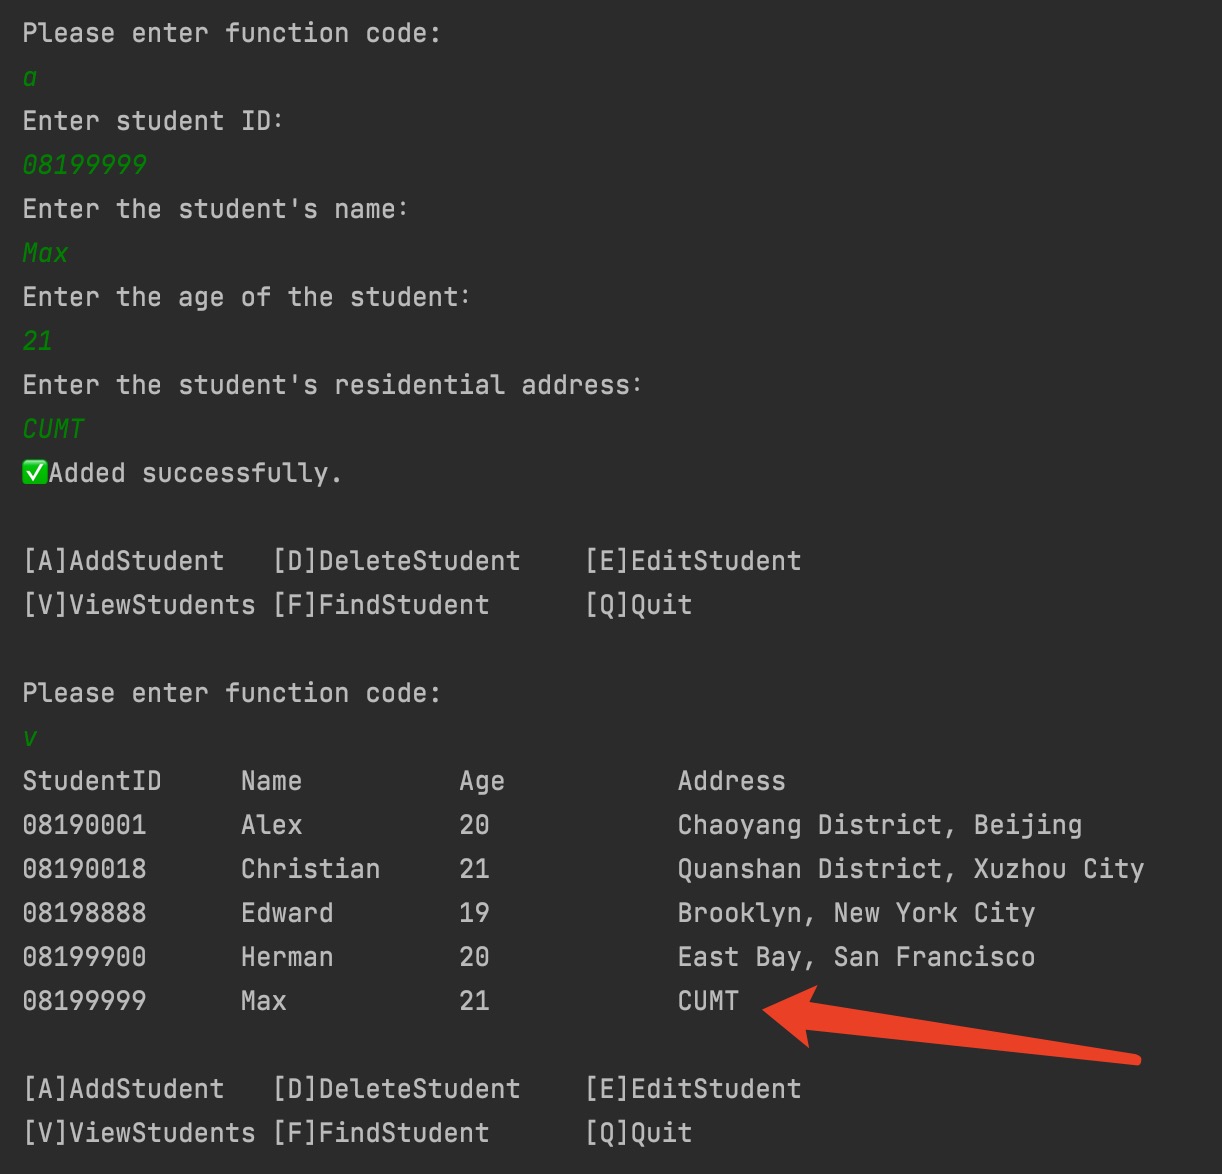 Please enter function code:
a
Enter student ID:
08199999
Enter the student's name:
Max
Enter the age of the student:
21
Enter the student's residential address:
CUMT
✅Added successfully.
[A]AddStudent [D]DeleteStudent [E]EditStudent
[V]ViewStudents [F]FindStudent [Q]Quit
Please enter function code:
v
StudentID Name Age Address
08190001 Alex 20 Chaoyang District, Beijing
08190018 Christian 21 Quanshan District, Xuzhou City
08198888 Edward 19 Brooklyn, New York City
08199900 Herman 20 East Bay, San Francisco
08199999 Max 21 CUMT
[A]AddStudent [D]DeleteStudent [E]EditStudent
[V]ViewStudents [F]FindStudent [Q]Quit